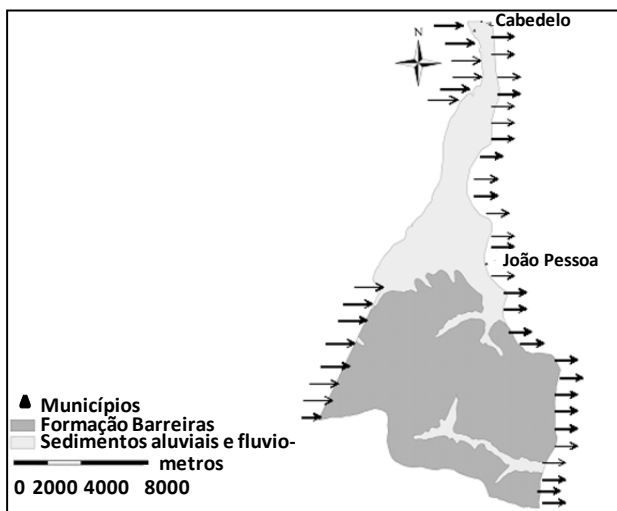 Cabedelo
N
João Pessoa
Municípios
Formação Barreiras
Sedimentos aluviais e fluvio-
metros
0 2000 4000 8000